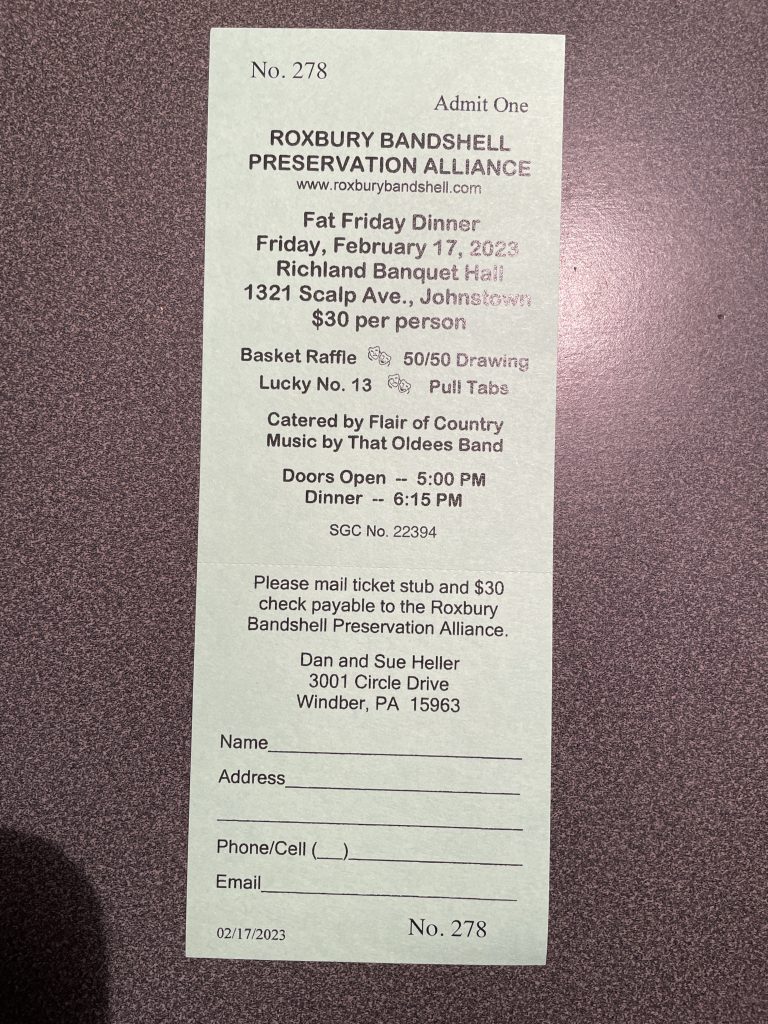 No. 278
Admit One
ROXBURY BANDSHELL
PRESERVATION ALLIANCE
www.roxburybandshell.com
Fat Friday Dinner
Friday, February 17, 2023
Richland Banquet Hall
1321 Scalp Ave., Johnstown
$30 per person
Basket Raffle 50/50 Drawing
Lucky No. 13 Pull Tabs
Catered by Flair of Country
Music by That Oldees Band
Doors Open -- 5:00 PM
Dinner -- 6:15 PM
SGC No. 22394
Please mail ticket stub and $30
check payable to the Roxbury
Bandshell Preservation Alliance.
Dan and Sue Heller
3001 Circle Drive
Windber, PA 15963
Name
Address
Phone/Cell (__)
Email
02/17/2023 No. 278